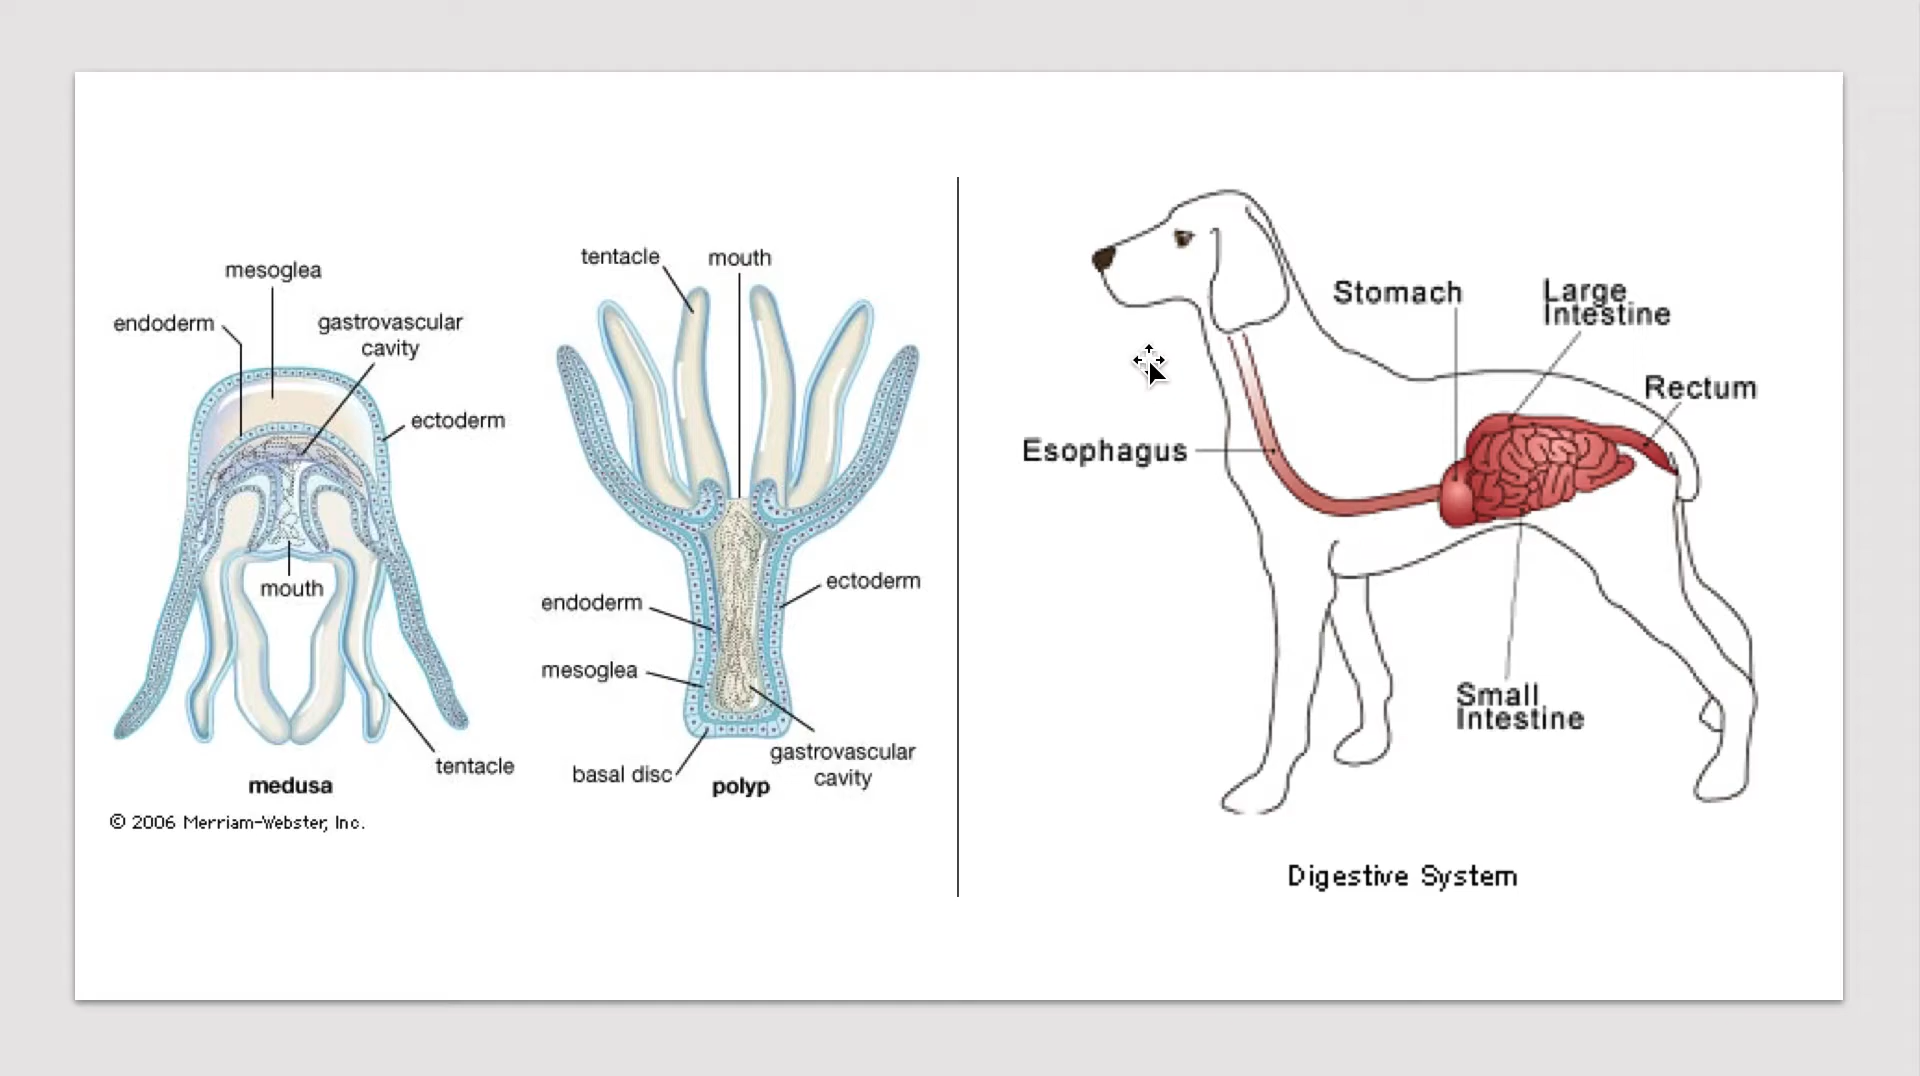 mesoglea
endoderm
gastrovascular
cavity
ectoderm
mouth
tentacle
medusa
© 2006 Merriam-Webster, Inc.
tentacle
mouth
ectoderm
endoderm
mesoglea
gastrovascular
cavity
basal disc
polyp
Stomach
Large
Intestine
Rectum
Esophagus
Small
Intestine
Digestive System